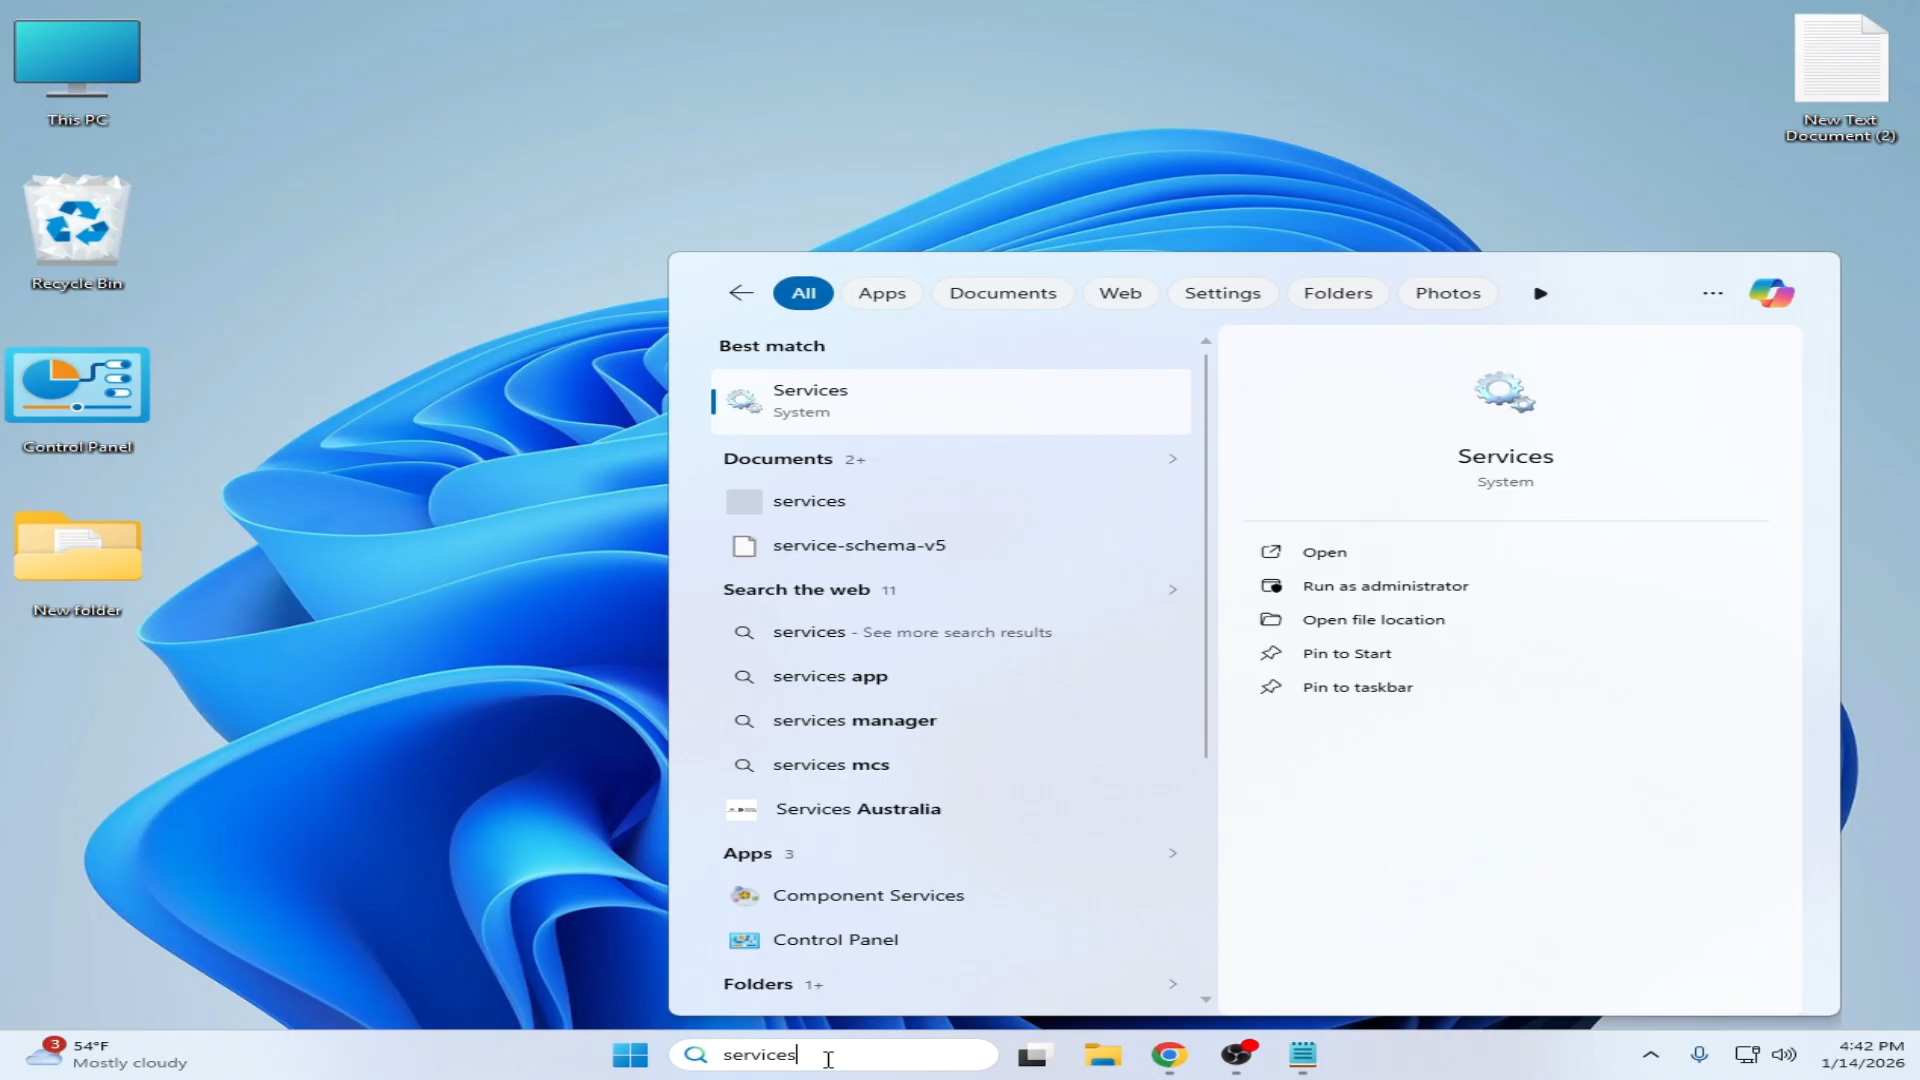 This PC
Recycle Bin
Control Panel
New folder
New Text
Document (2)
All
Apps
Documents
Web
Settings
Folders
Photos
Best match
Services
System
Documents 2+
services
service-schema-v5
Search the web 11
services - See more search results
services app
services manager
services mcs
Services Australia
Apps 3
Component Services
Control Panel
Folders 1+
Services
System
Open
Run as administrator
Open file location
Pin to Start
Pin to taskbar
3
54°F
Mostly cloudy
services
4:42 PM
1/14/2026